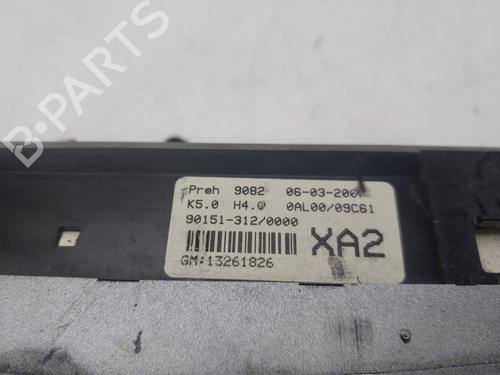 Preh 9082 06-03-200
K5.0 H4.0 0AL00/09C61
90151-312/0000
XA2
GM:13261826
B-PARTS